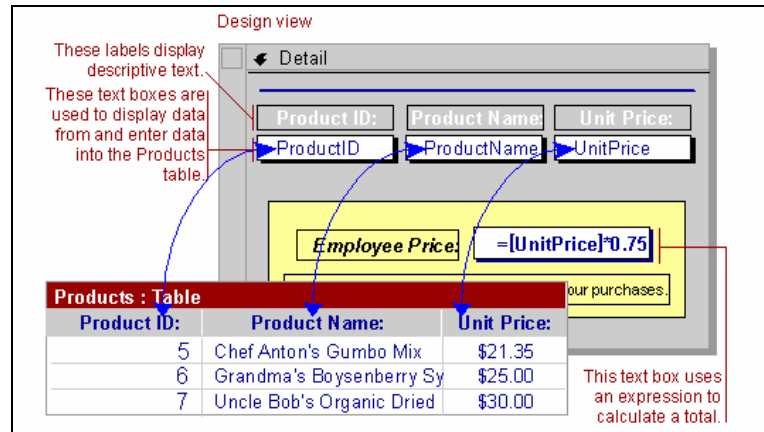 Design view
These labels display
descriptive text.
These text boxes are
used to display data
from and enter data
into the Products
table.
Detail
Product ID: Product Name: Unit Price:
ProductID ProductName UnitPrice
Employee Price: =[UnitPrice]*0.75
our purchases.
Products : Table
Product ID: Product Name: Unit Price:
5 Chef Anton's Gumbo Mix $21.35
6 Grandma's Boysenberry Sy $25.00
7 Uncle Bob's Organic Dried $30.00
This text box uses
an expression to
calculate a total.